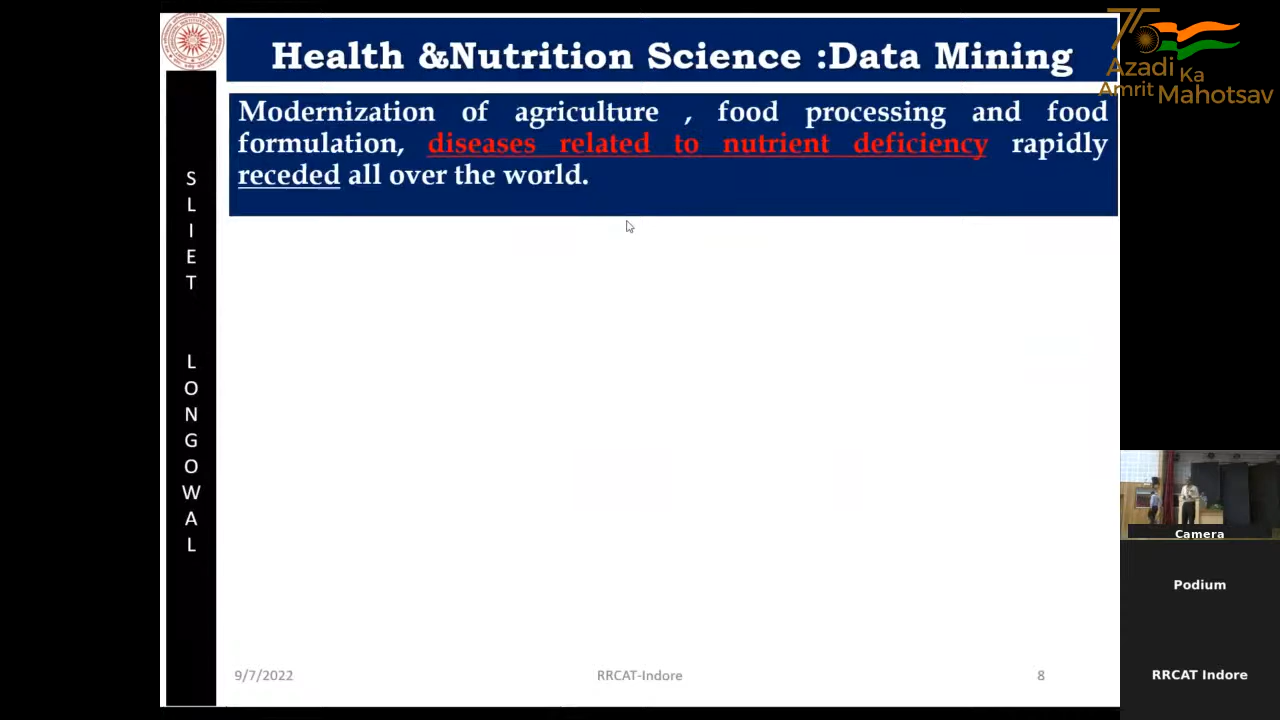 Health &Nutrition Science :Data Mining
75
Azadi
Ka
Amrit Mahotsav
Modernization of agriculture , food processing and food
formulation, diseases related to nutrient deficiency rapidly
receded all over the world.
S
L
I
E
T
L
O
N
G
O
W
A
L
Camera
Podium
RRCAT Indore
9/7/2022
RRCAT-Indore
8